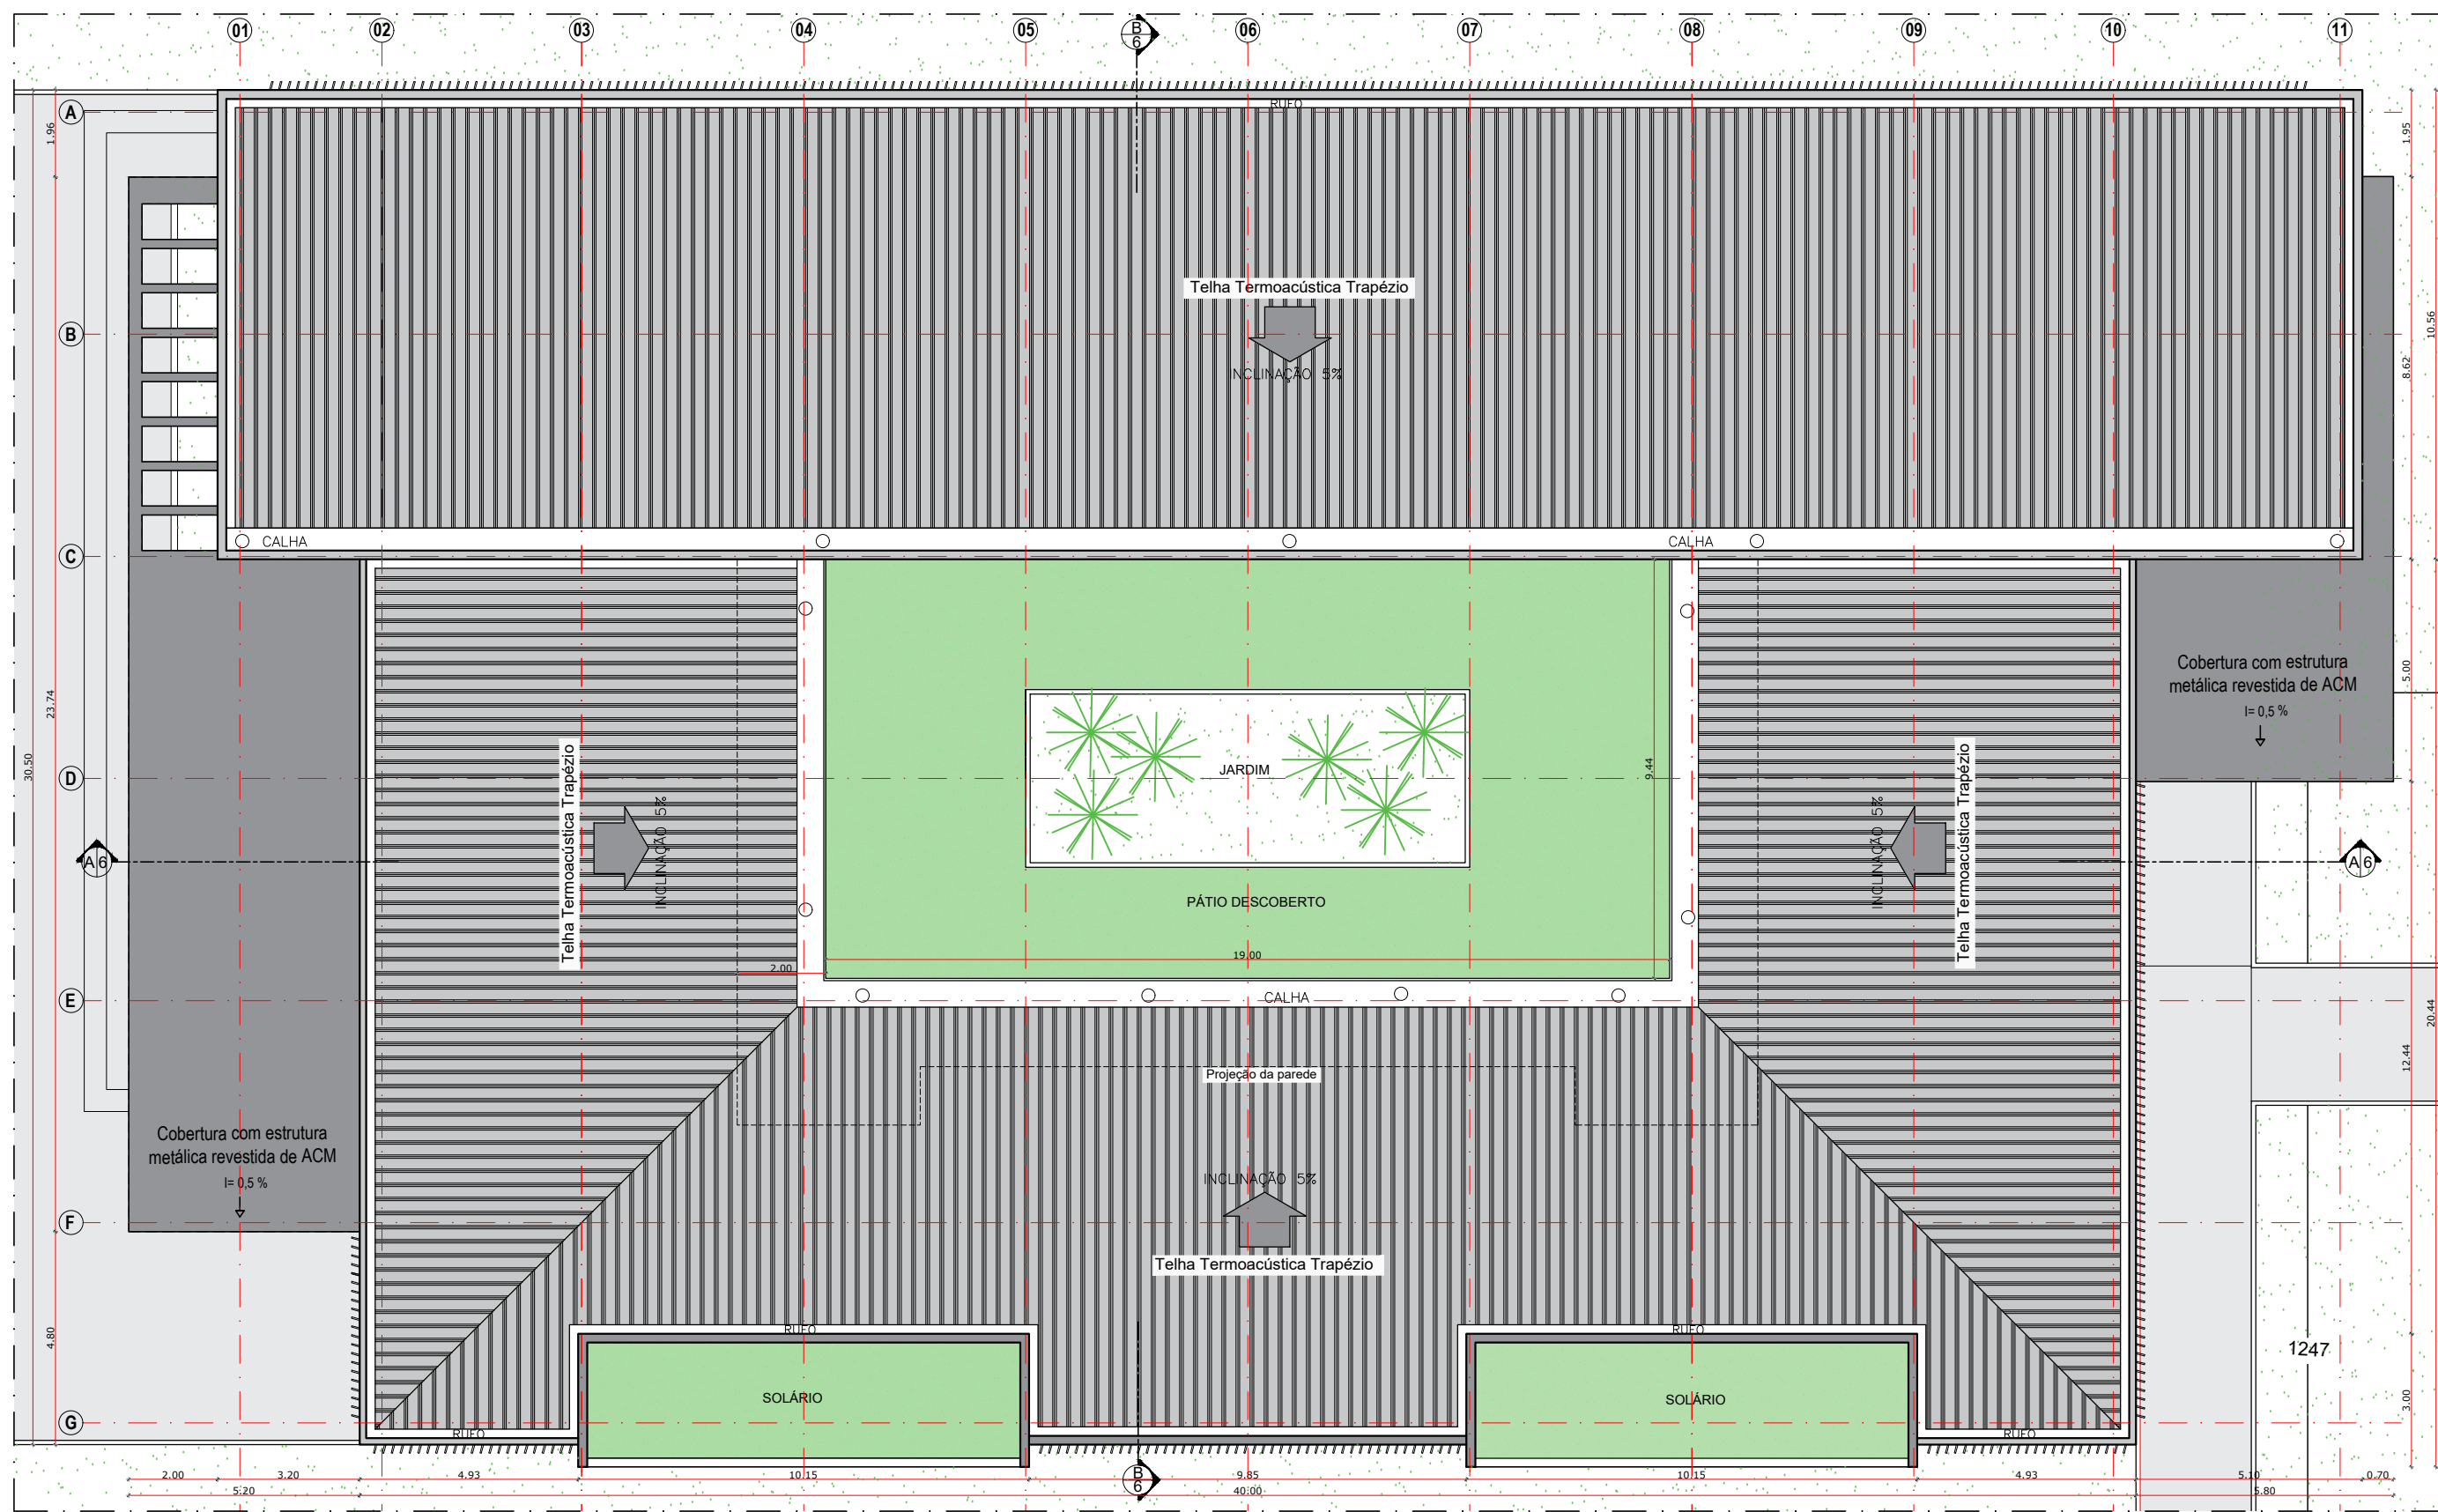 01 02 03 04 05 B 6 06 07 08 09 10 11
RUFO
A
1.96
1.95
Telha Termoacústica Trapézio
B
10.56
INCLINAÇÃO 5%
8.62
C
CALHA
CALHA
Cobertura com estrutura
metálica revestida de ACM
I= 0,5 %
5.00
23.74
30.50
D
JARDIM
9.44
Telha Termoacústica Trapézio
INCLINAÇÃO 5%
INCLINAÇÃO 5%
Telha Termoacústica Trapézio
A 6
A 6
PÁTIO DESCOBERTO
19.00
2.00
E
CALHA
20.44
12.44
Projeção da parede
Cobertura com estrutura
metálica revestida de ACM
I= 0,5 %
INCLINAÇÃO 5%
F
Telha Termoacústica Trapézio
4.80
RUFO
RUFO
1247
SOLÁRIO
SOLÁRIO
3.00
G
RUFO
RUFO
2.00 3.20 4.93 10.15 B 6 9.85 10.15 4.93 5.10 0.70
5.20 40.00 5.80